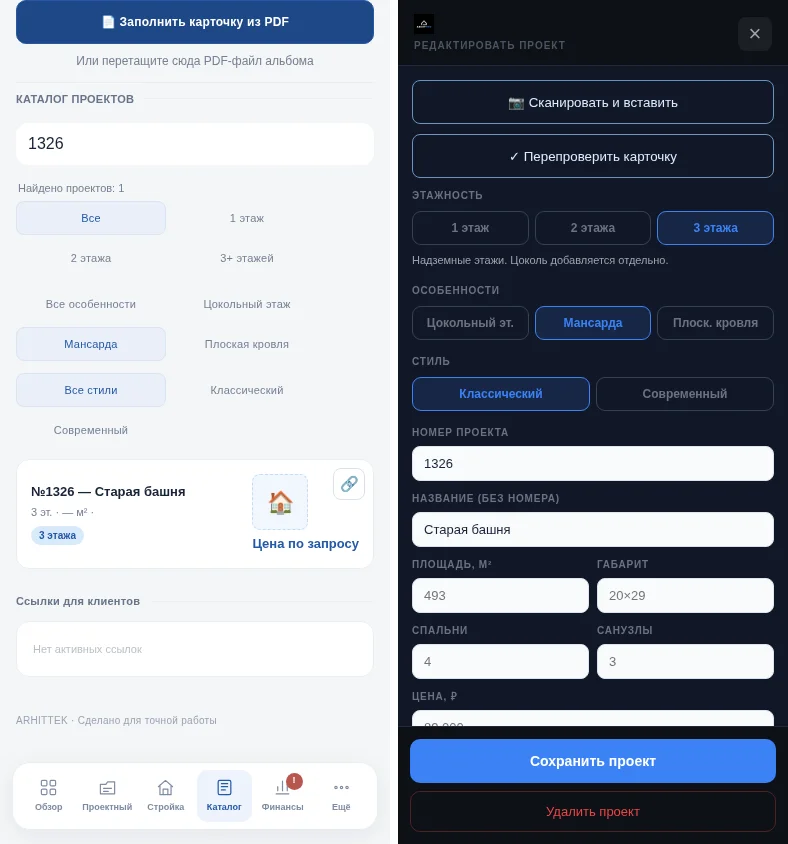 Заполнить карточку из PDF
Или перетащите сюда PDF-файл альбома
КАТАЛОГ ПРОЕКТОВ
1326
Найдено проектов: 1
Все
1 этаж
2 этажа
3+ этажей
Все особенности
Цокольный этаж
Мансарда
Плоская кровля
Все стили
Классический
Современный
№1326 — Старая башня
3 эт. · — м² ·
3 этажа
Цена по запросу
Ссылки для клиентов
Нет активных ссылок
ARHITTEK · Сделано для точной работы
Обзор
Проектный
Стройка
Каталог
!
Финансы
Ещё
РЕДАКТИРОВАТЬ ПРОЕКТ
Сканировать и вставить
✓ Перепроверить карточку
ЭТАЖНОСТЬ
1 этаж
2 этажа
3 этажа
Надземные этажи. Цоколь добавляется отдельно.
ОСОБЕННОСТИ
Цокольный эт.
Мансарда
Плоск. кровля
СТИЛЬ
Классический
Современный
НОМЕР ПРОЕКТА
1326
НАЗВАНИЕ (БЕЗ НОМЕРА)
Старая башня
ПЛОЩАДЬ, М²
ГАБАРИТ
493
20×29
СПАЛЬНИ
САНУЗЛЫ
4
3
ЦЕНА, ₽
Сохранить проект
Удалить проект